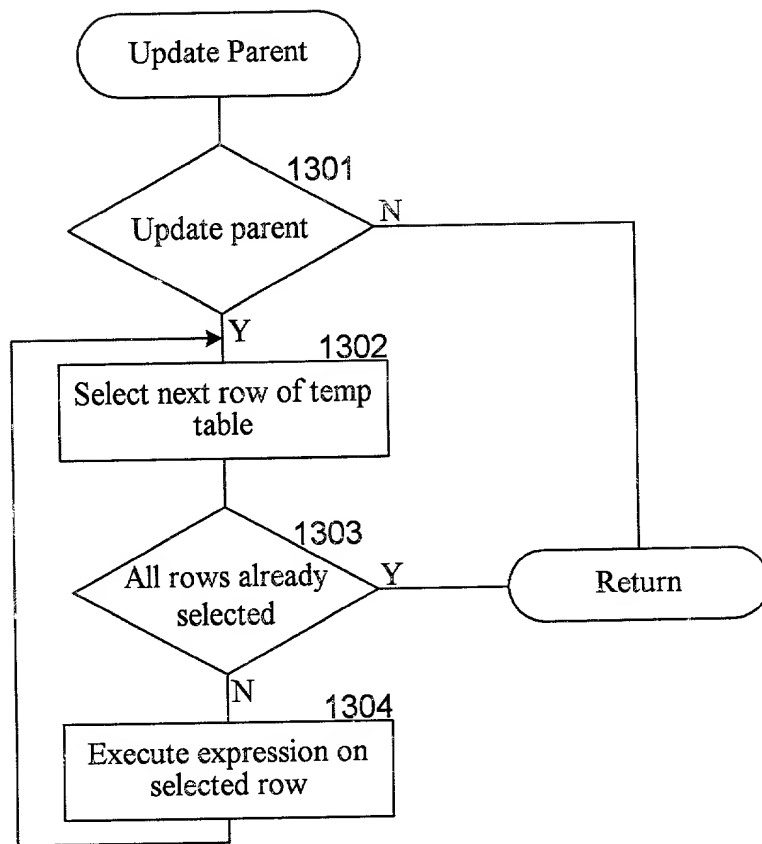 Update Parent
1301
Update parent
N
Y
1302
Select next row of temp
table
1303
All rows already
selected
Y
Return
N
1304
Execute expression on
selected row